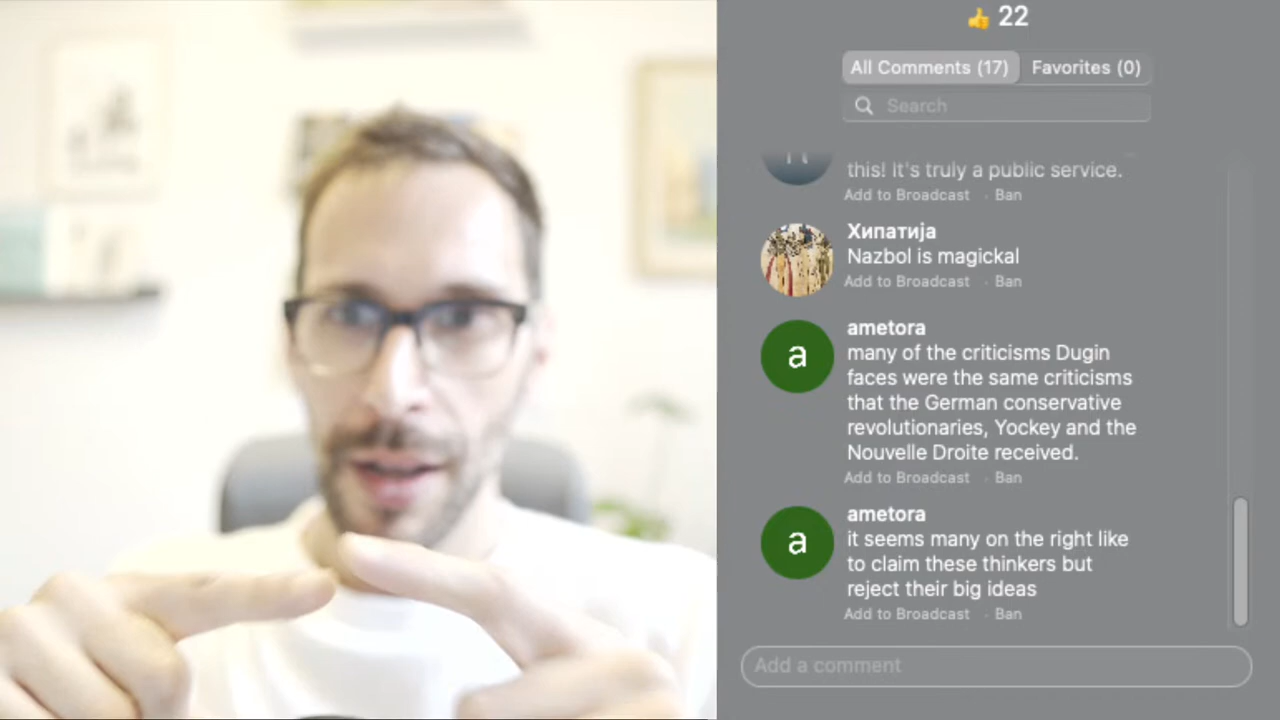 👍 22
All Comments (17) Favorites (0)
Search
this! It's truly a public service.
Add to Broadcast · Ban
Хипатија
Nazbol is magickal
Add to Broadcast · Ban
a
ametora
many of the criticisms Dugin
faces were the same criticisms
that the German conservative
revolutionaries, Yockey and the
Nouvelle Droite received.
Add to Broadcast · Ban
a
ametora
it seems many on the right like
to claim these thinkers but
reject their big ideas
Add to Broadcast · Ban
Add a comment